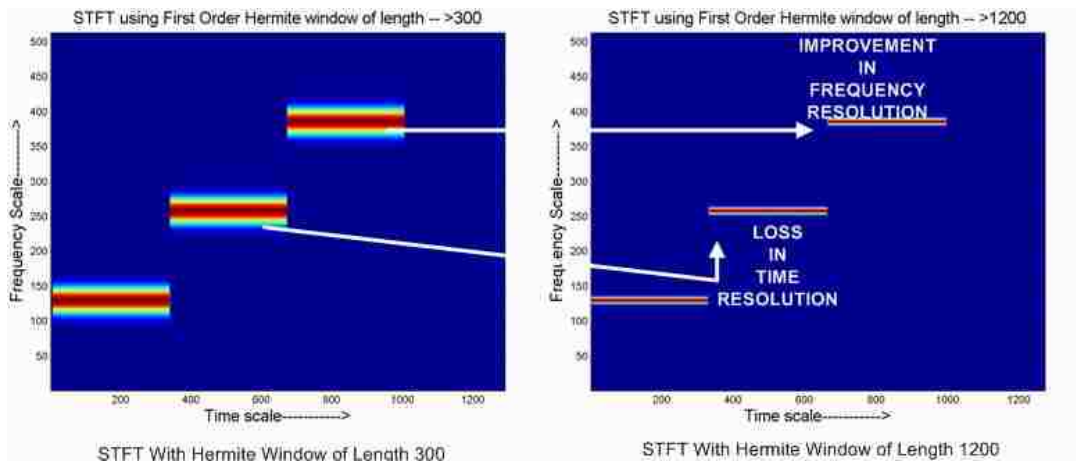 STFT using First Order Hermite window of length -- >300
500
450
400
350
300
250
200
150
100
50
Frequency Scale------->
200
400
600
800
1000
1200
Time scale----------->
STFT With Hermite Window of Length 300
STFT using First Order Hermite window of length -- >1200
500
450
400
350
300
250
200
150
100
50
Frequency Scale------->
IMPROVEMENT
IN
FREQUENCY
RESOLUTION
LOSS
IN
TIME
RESOLUTION
200
400
600
800
1000
1200
Time scale----------->
STFT With Hermite Window of Length 1200